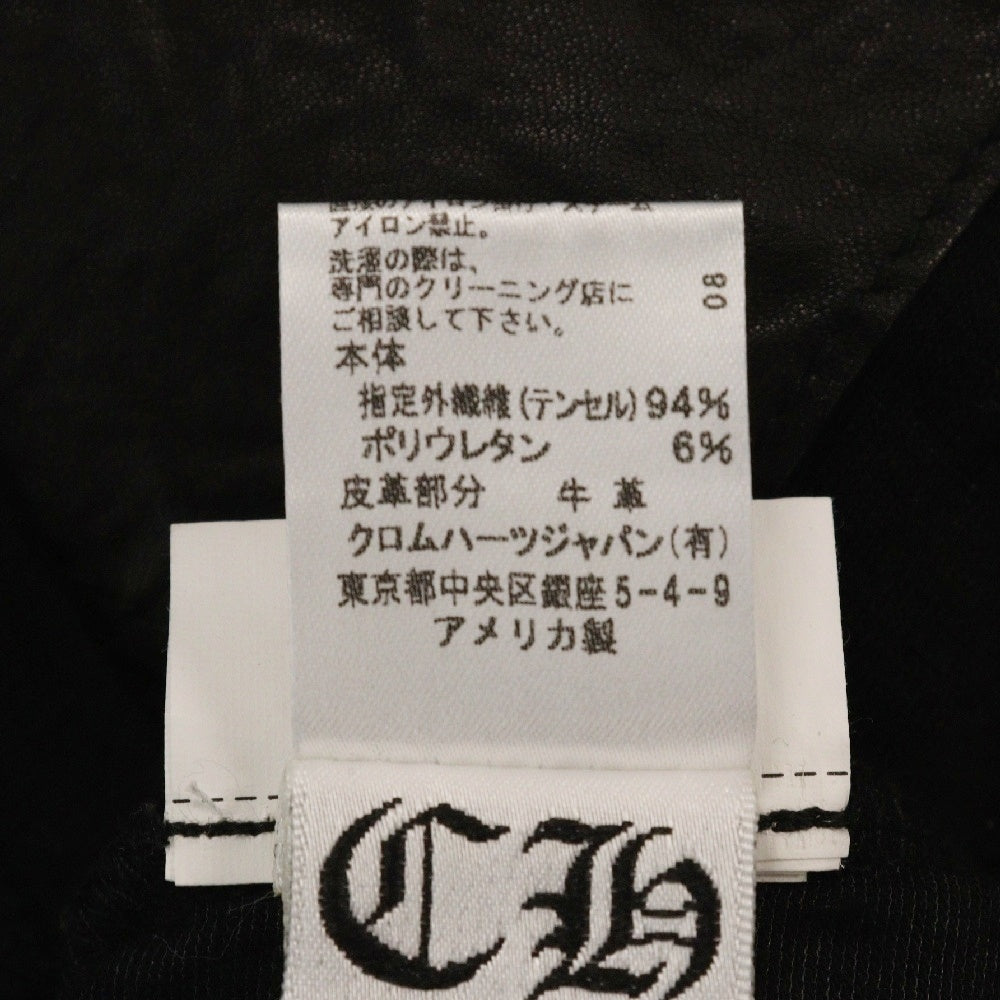 アイロン禁止。
洗濯の際は、
専門のクリーニング店に
ご相談して下さい。
08
本体
指定外繊維(テンセル)94%
ポリウレタン 6%
皮革部分 牛革
クロムハーツジャパン(有)
東京都中央区銀座5-4-9
アメリカ製
CH